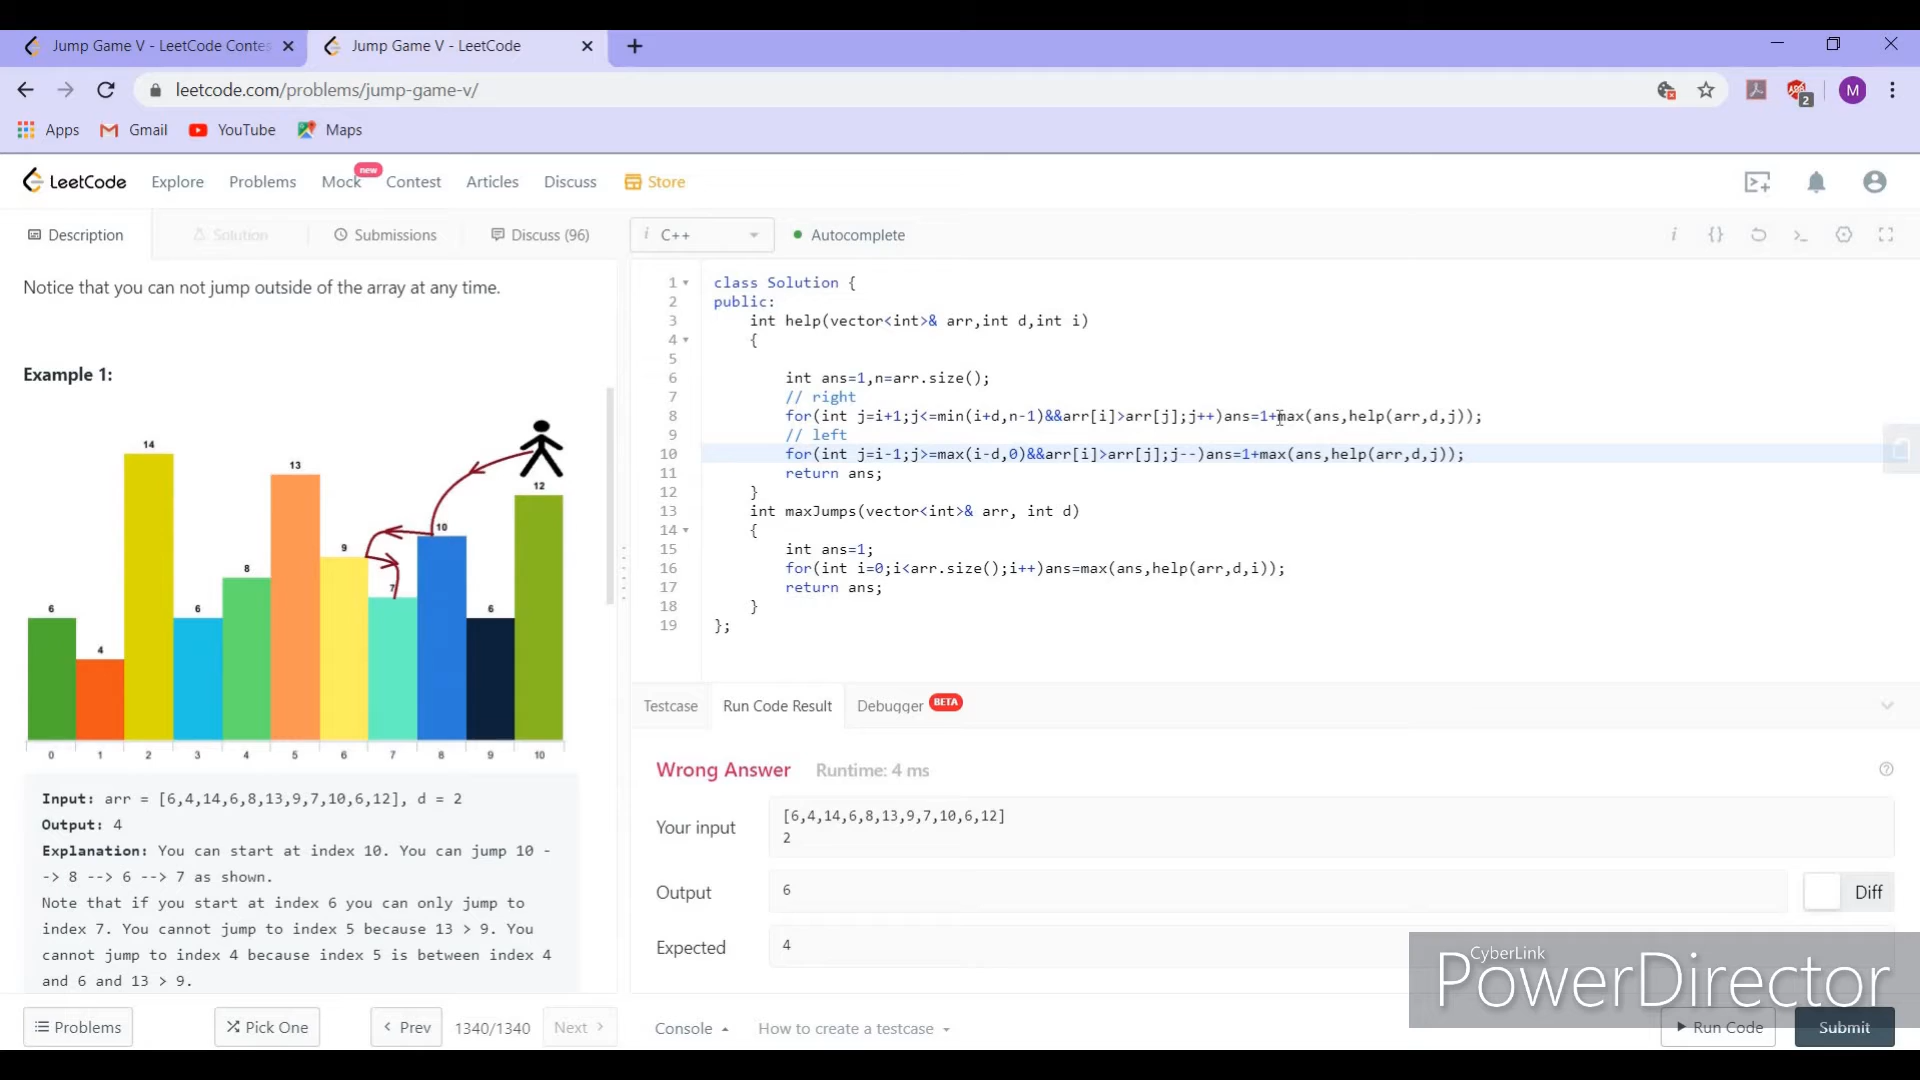 Jump Game V - LeetCode Contes
Jump Game V - LeetCode
leetcode.com/problems/jump-game-v/
ABP
2
M
Apps
Gmail
YouTube
Maps
LeetCode
Explore
Problems
Mock
new
Contest
Articles
Discuss
Store
Description
Solution
Submissions
Discuss (96)
i C++
Autocomplete
Notice that you can not jump outside of the array at any time.
Example 1:
14
13
12
10
9
8
7
6
6
6
4
0 1 2 3 4 5 6 7 8 9 10
Input: arr = [6,4,14,6,8,13,9,7,10,6,12], d = 2
Output: 4
Explanation: You can start at index 10. You can jump 10 -
-> 8 --> 6 --> 7 as shown.
Note that if you start at index 6 you can only jump to
index 7. You cannot jump to index 5 because 13 > 9. You
cannot jump to index 4 because index 5 is between index 4
and 6 and 13 > 9.
1 class Solution {
2 public:
3 int help(vector<int>& arr,int d,int i)
4 {
5
6 int ans=1,n=arr.size();
7 // right
8 for(int j=i+1;j<=min(i+d,n-1)&&arr[i]>arr[j];j++)ans=1+max(ans,help(arr,d,j));
9 // left
10 for(int j=i-1;j>=max(i-d,0)&&arr[i]>arr[j];j--)ans=1+max(ans,help(arr,d,j));
11 return ans;
12 }
13 int maxJumps(vector<int>& arr, int d)
14 {
15 int ans=1;
16 for(int i=0;i<arr.size();i++)ans=max(ans,help(arr,d,i));
17 return ans;
18 }
19 };
Testcase
Run Code Result
Debugger
BETA
Wrong Answer
Runtime: 4 ms
Your input
[6,4,14,6,8,13,9,7,10,6,12]
2
Output
6
Diff
Expected
4
CyberLink
PowerDirector
Problems
Pick One
Prev
1340/1340
Next
Console
How to create a testcase
Run Code
Submit